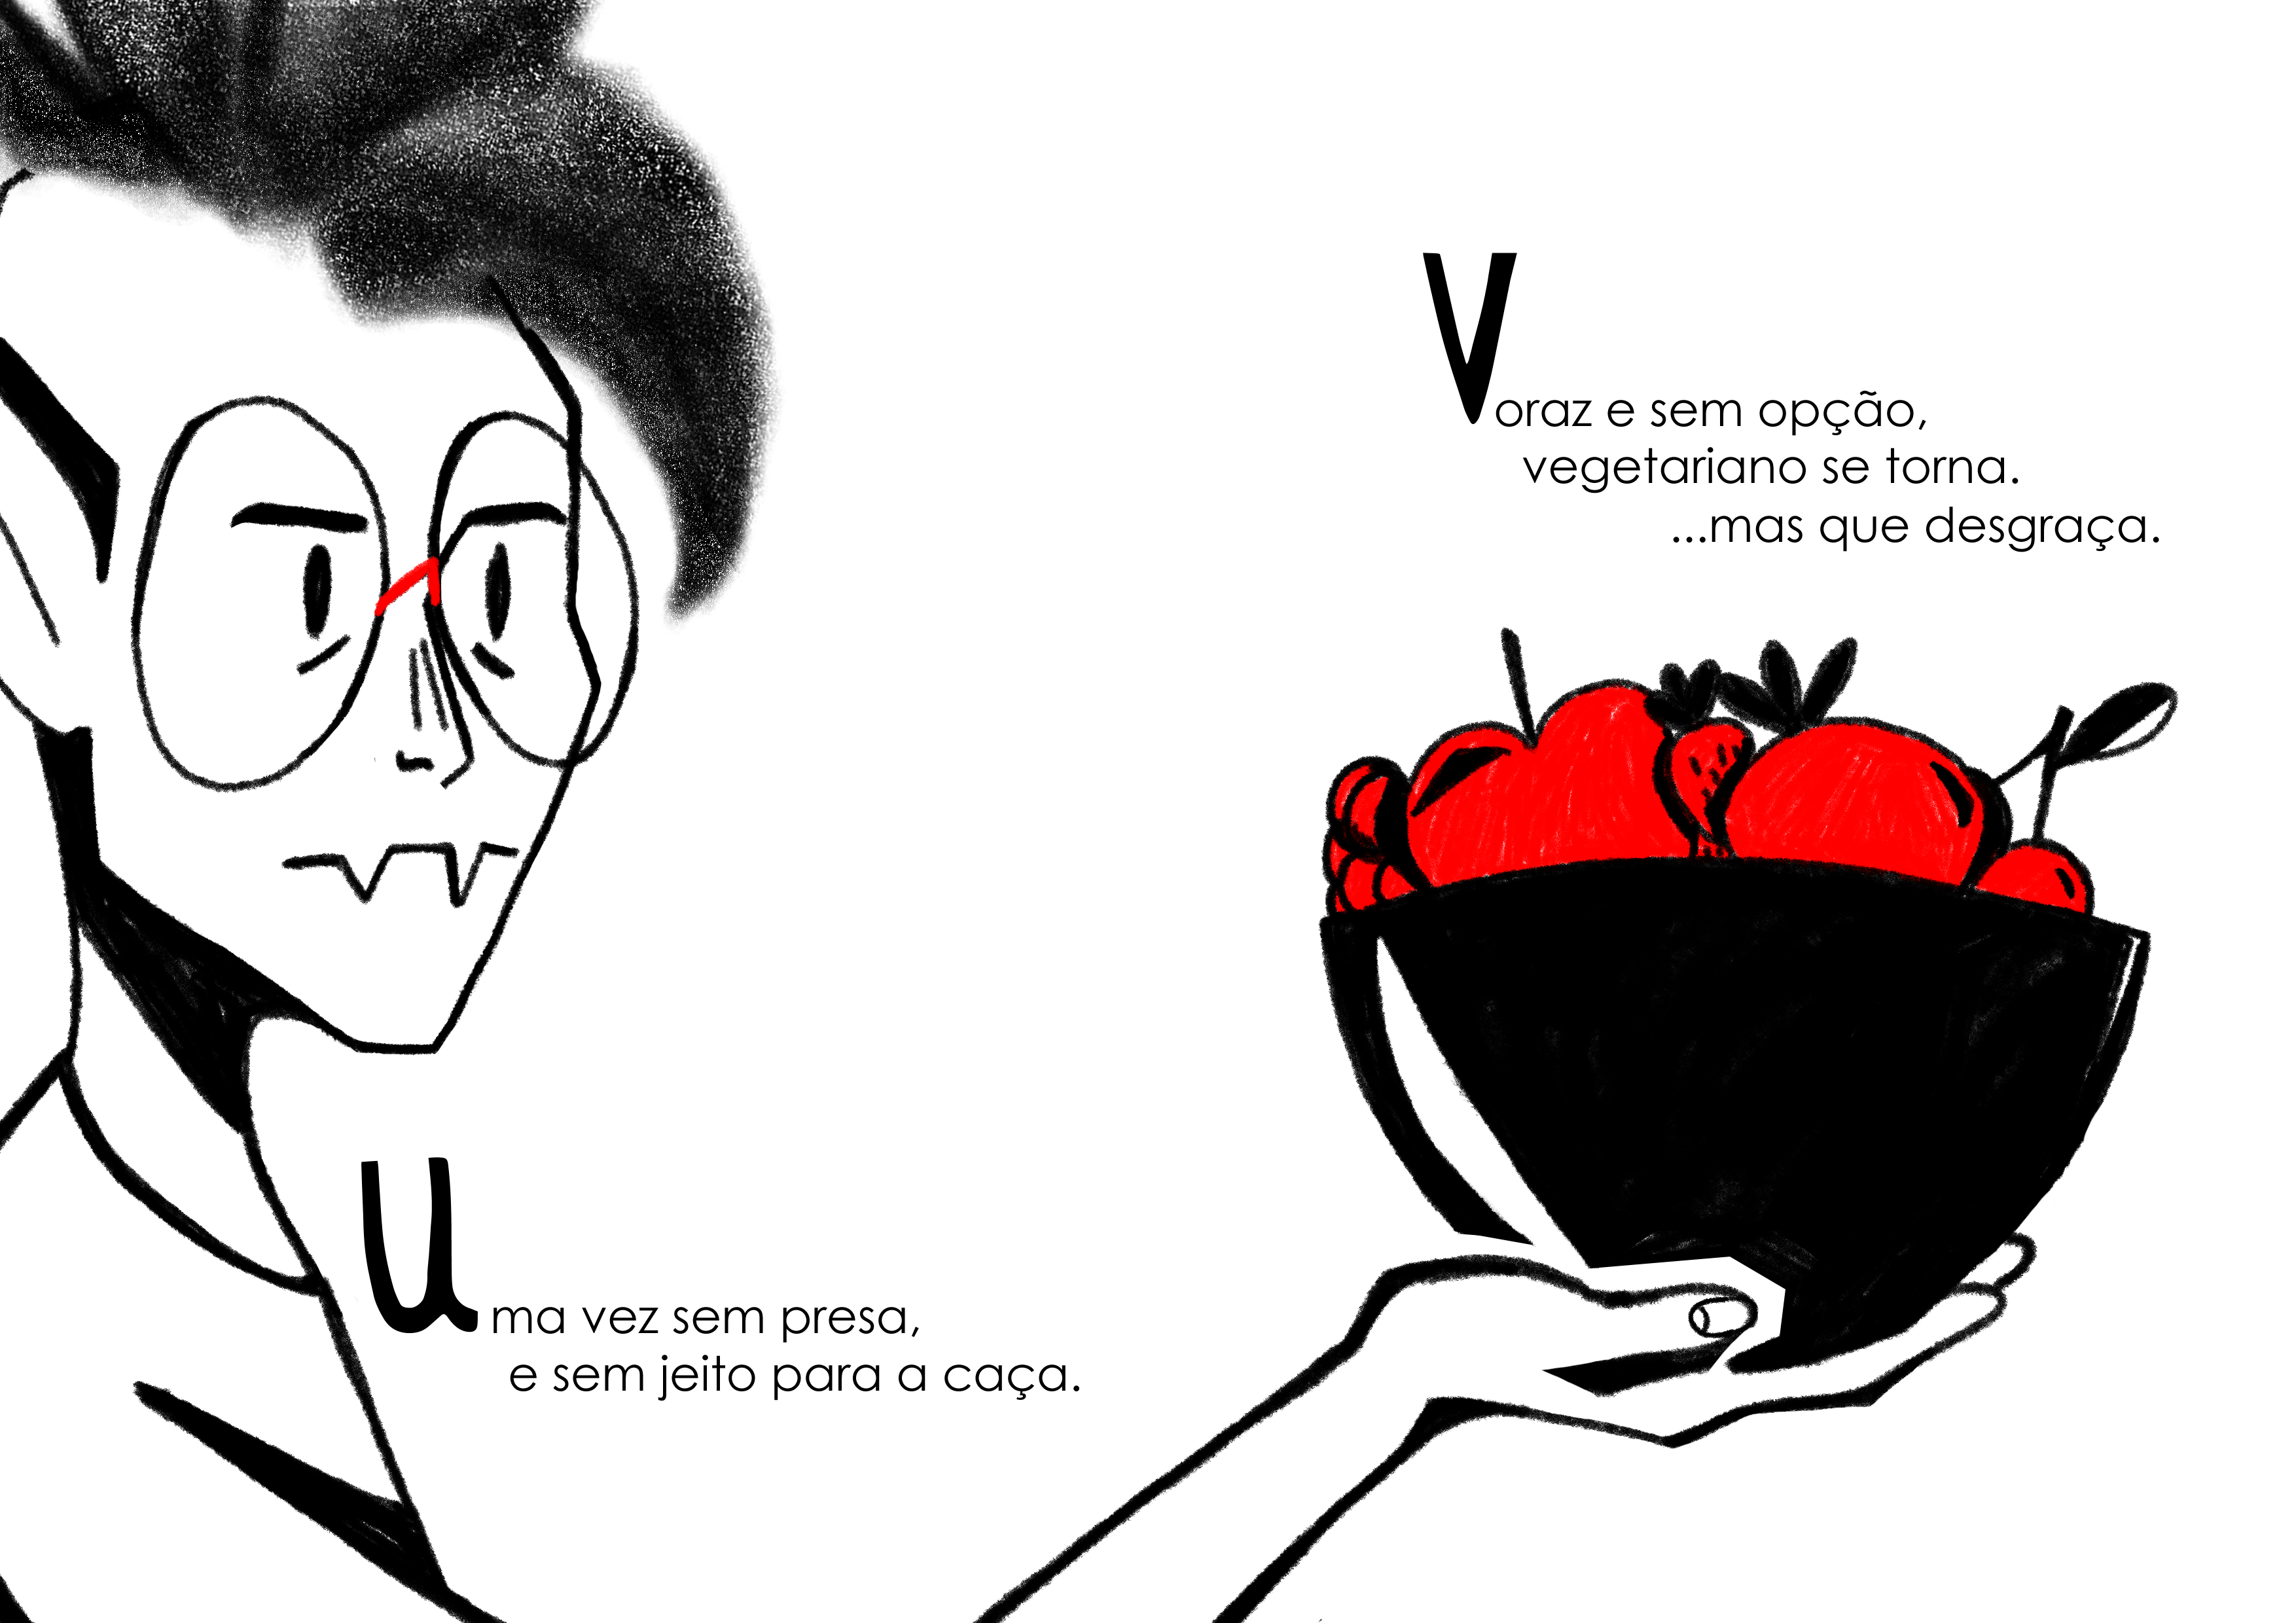 Uma vez sem presa,
e sem jeito para a caça.
Voraz e sem opção,
vegetariano se torna.
...mas que desgraça.